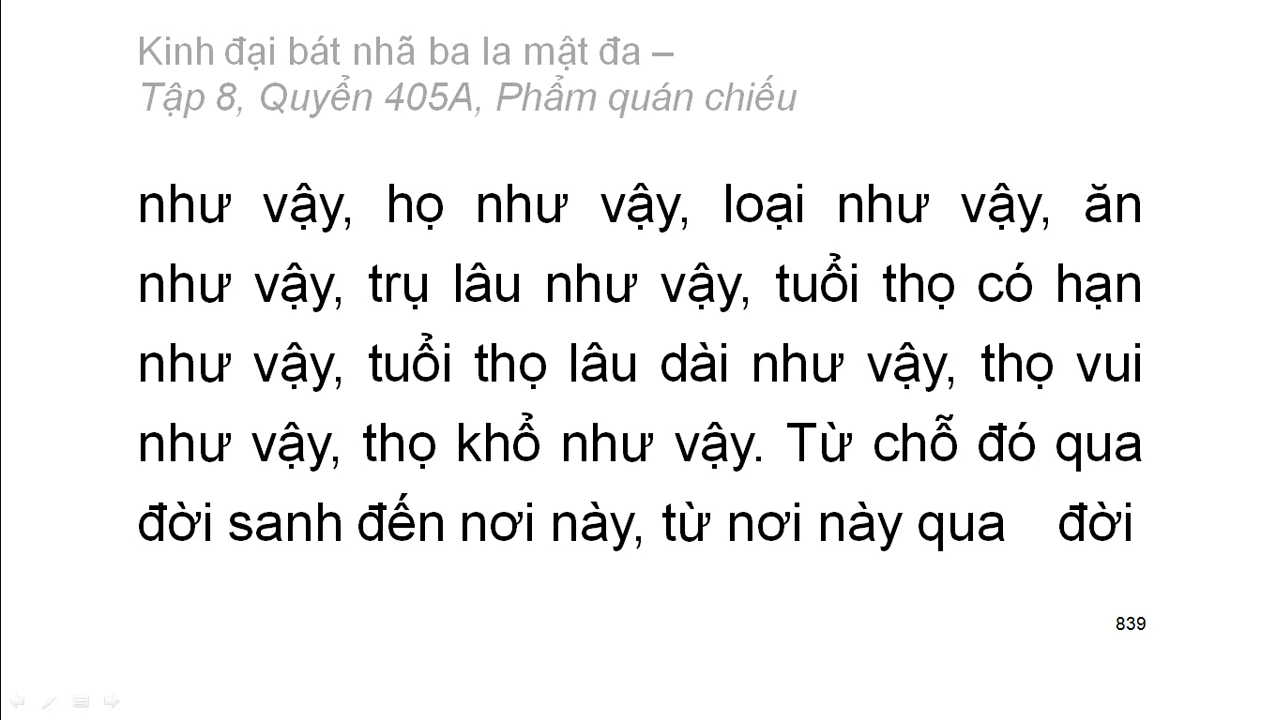 Kinh đại bát nhã ba la mật đa –
Tập 8, Quyển 405A, Phẩm quán chiếu
như vậy, họ như vậy, loại như vậy, ăn
như vậy, trụ lâu như vậy, tuổi thọ có hạn
như vậy, tuổi thọ lâu dài như vậy, thọ vui
như vậy, thọ khổ như vậy. Từ chỗ đó qua
đời sanh đến nơi này, từ nơi này qua đời
839